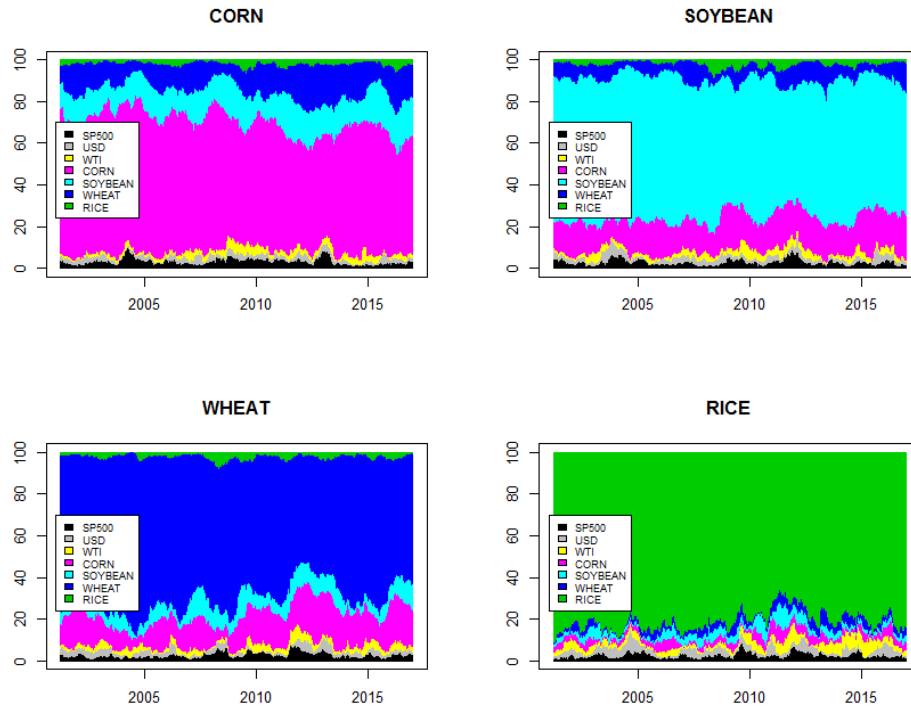 CORN
100
80
60
40
20
0
SP500
USD
WTI
CORN
SOYBEAN
WHEAT
RICE
2005 2010 2015
SOYBEAN
100
80
60
40
20
0
SP500
USD
WTI
CORN
SOYBEAN
WHEAT
RICE
2005 2010 2015
WHEAT
100
80
60
40
20
0
SP500
USD
WTI
CORN
SOYBEAN
WHEAT
RICE
2005 2010 2015
RICE
100
80
60
40
20
0
SP500
USD
WTI
CORN
SOYBEAN
WHEAT
RICE
2005 2010 2015